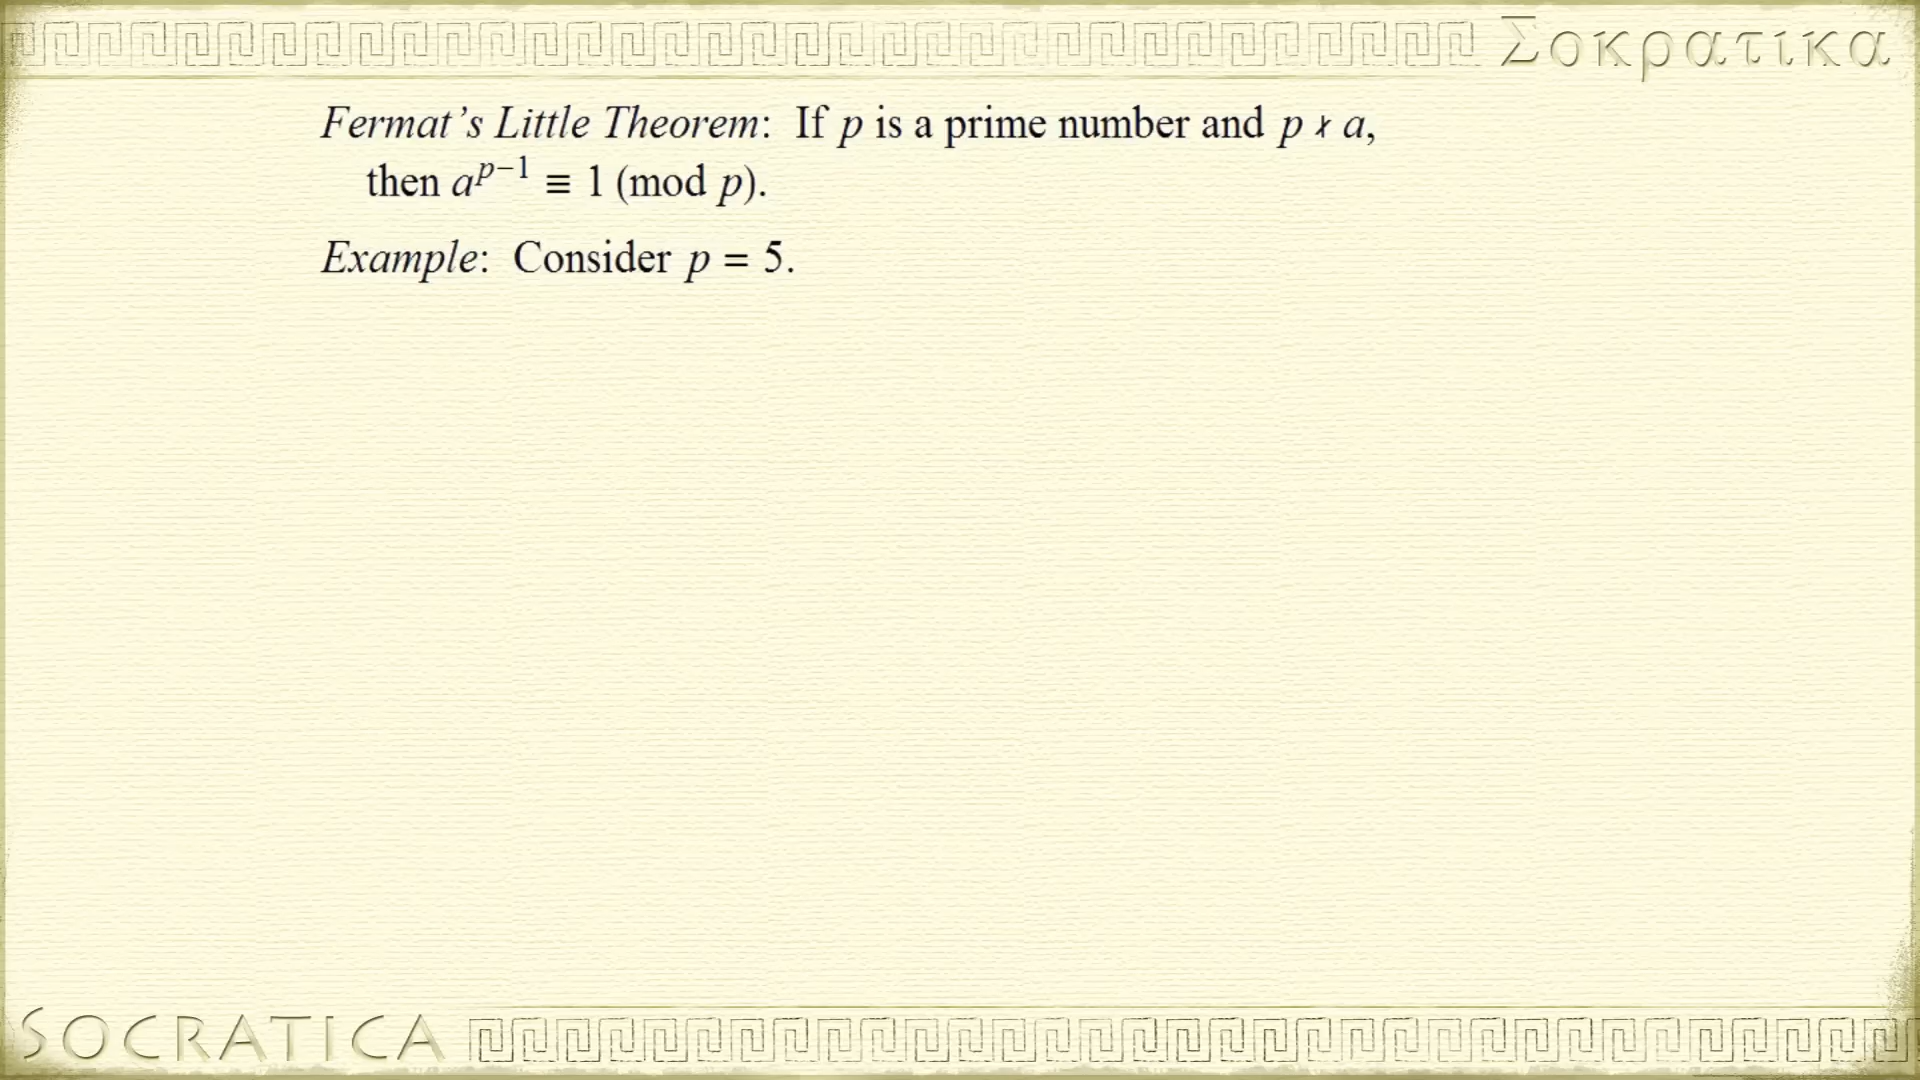 Σοκρατικα
Fermat's Little Theorem: If p is a prime number and p ∤ a,
then a^{p−1} ≡ 1 (mod p).
Example: Consider p = 5.
SOCRATICA